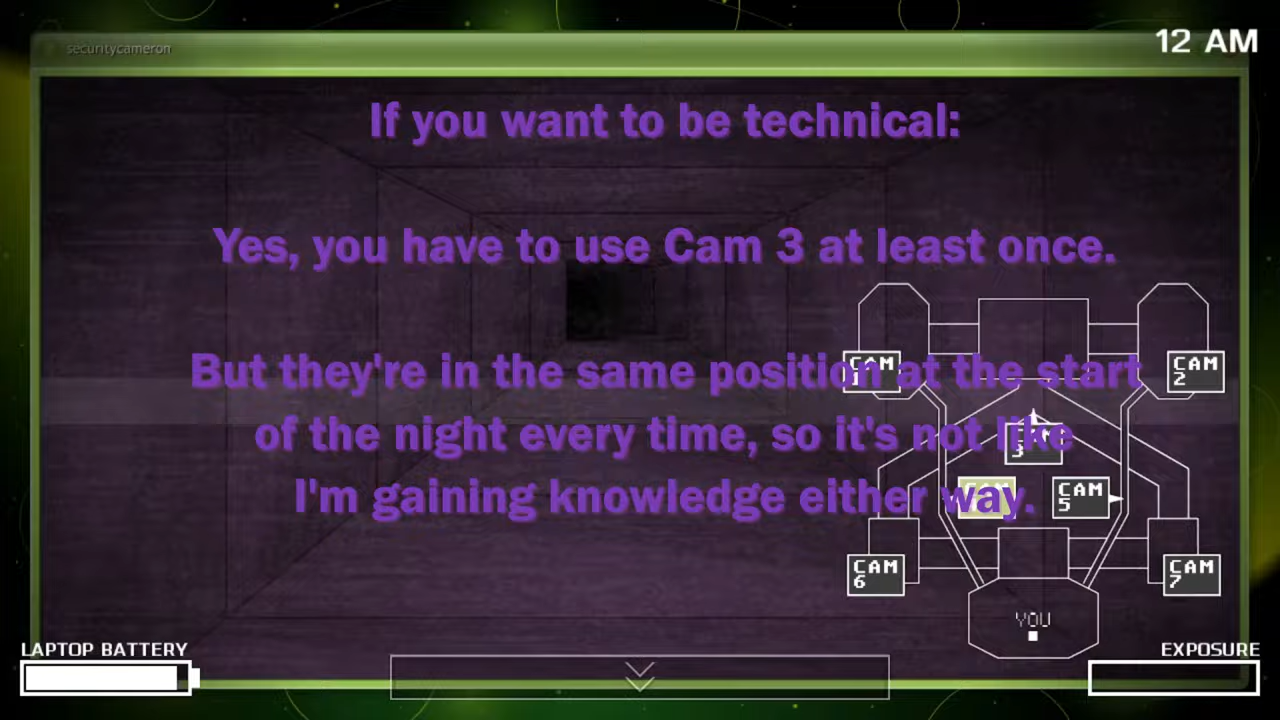 securitycameron
12 AM
If you want to be technical:
Yes, you have to use Cam 3 at least once.
But they're in the same position at the start
of the night every time, so it's not like
I'm gaining knowledge either way.
CAM
1
CAM
2
3
CAM
5
CAM
6
CAM
7
YOU
LAPTOP BATTERY
EXPOSURE